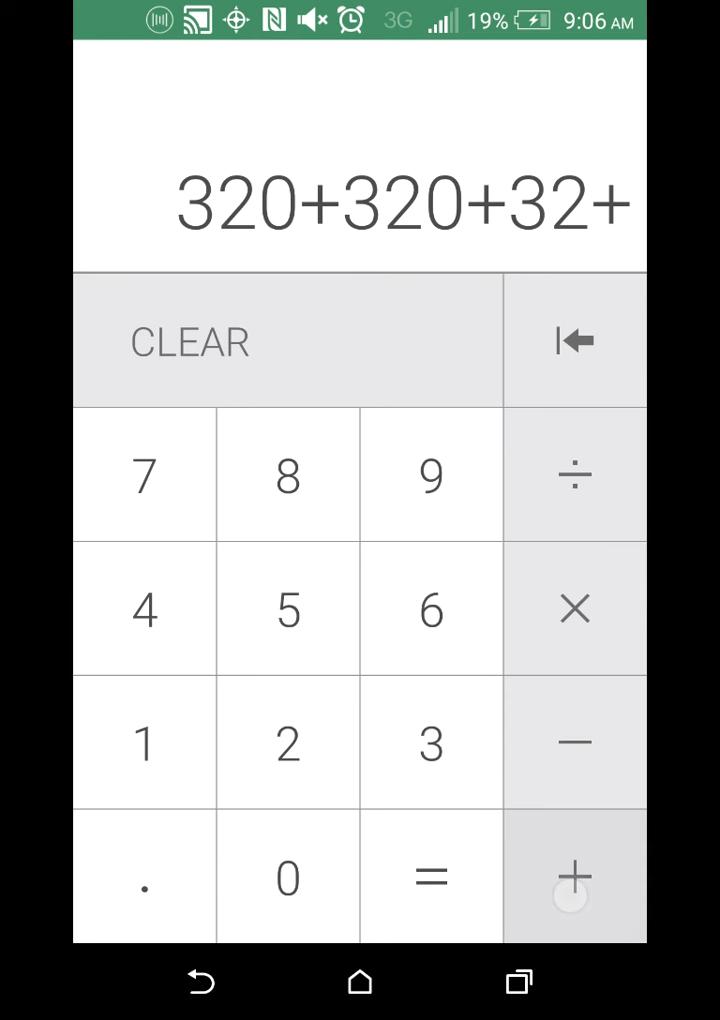 3G 19% 9:06 AM
320+320+32+
CLEAR
7 8 9 ÷
4 5 6 ×
1 2 3 −
. 0 = +